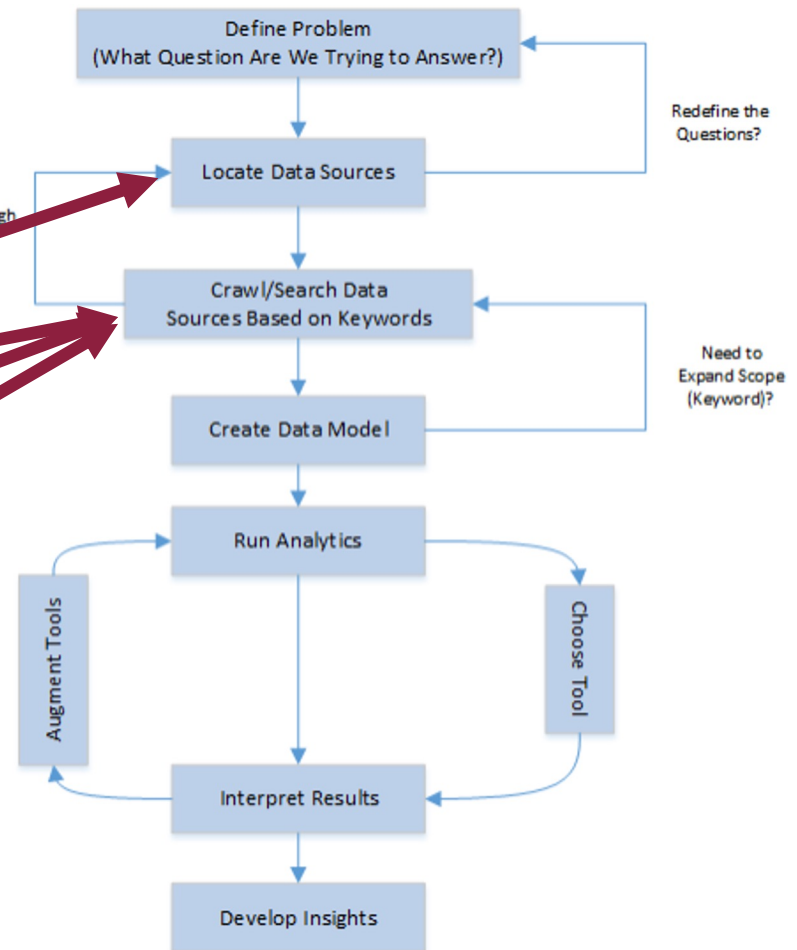 Define Problem
(What Question Are We Trying to Answer?)
Redefine the
Questions?
Locate Data Sources
Crawl/Search Data
Sources Based on Keywords
Need to
Expand Scope
(Keyword)?
Create Data Model
Run Analytics
Augment Tools
Choose Tool
Interpret Results
Develop Insights